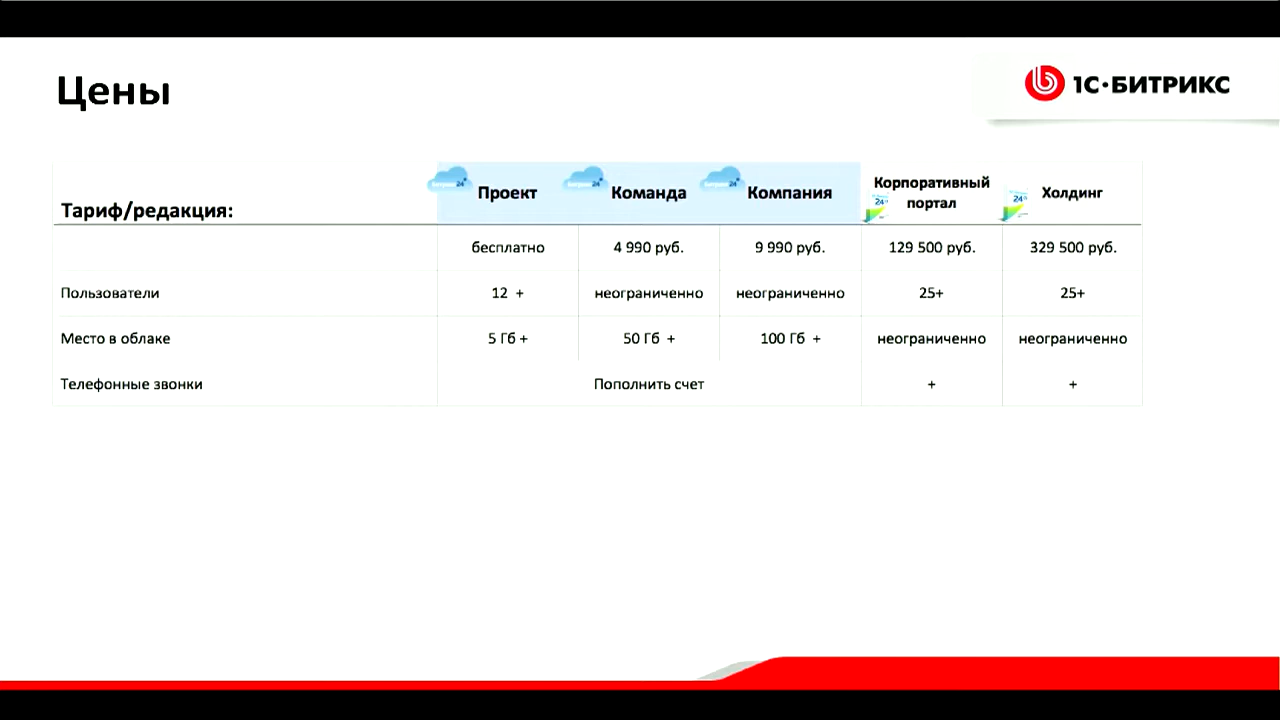 Цены
1С·БИТРИКС
Тариф/редакция: Проект Команда Компания Корпоративный портал Холдинг
бесплатно 4 990 руб. 9 990 руб. 129 500 руб. 329 500 руб.
Пользователи 12 + неограниченно неограниченно 25+ 25+
Место в облаке 5 Гб + 50 Гб + 100 Гб + неограниченно неограниченно
Телефонные звонки Пополнить счет + +